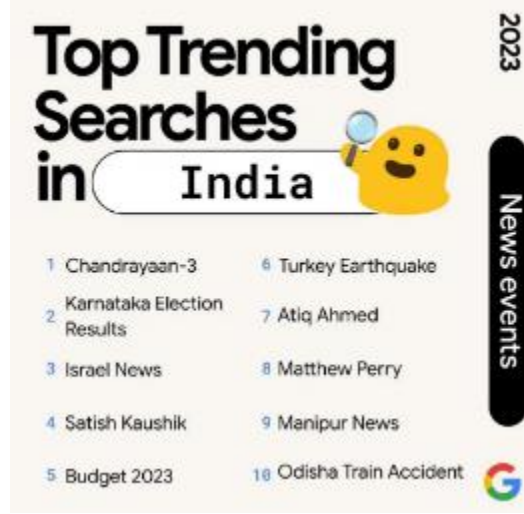 Top Trending
Searches
in India
2023
News events
1 Chandrayaan-3
2 Karnataka Election
Results
3 Israel News
4 Satish Kaushik
5 Budget 2023
6 Turkey Earthquake
7 Atiq Ahmed
8 Matthew Perry
9 Manipur News
10 Odisha Train Accident
G